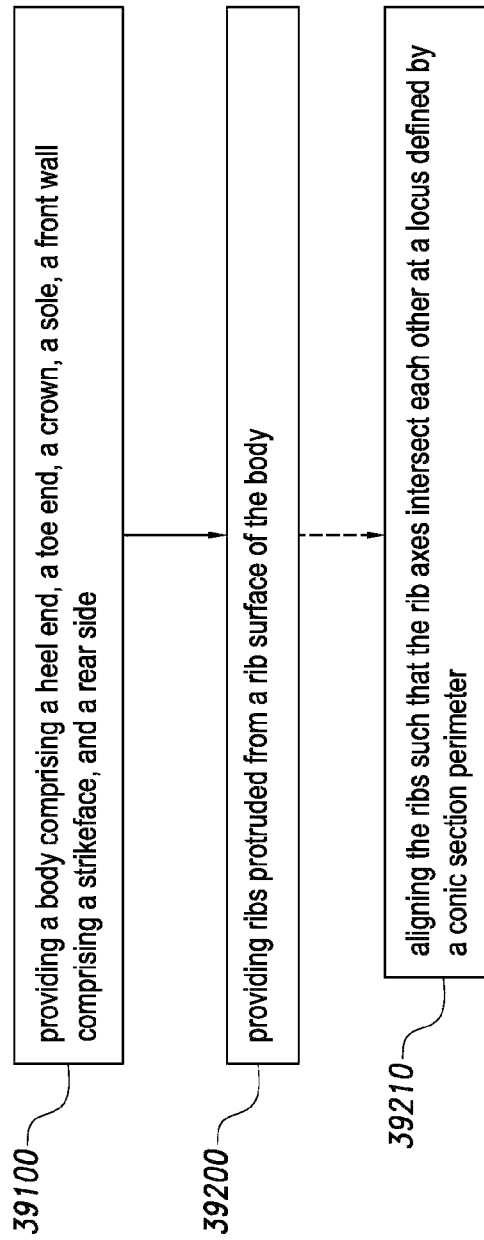 39100
providing a body comprising a heel end, a toe end, a crown, a sole, a front wall
comprising a strikeface, and a rear side
39200
providing ribs protruded from a rib surface of the body
39210
aligning the ribs such that the rib axes intersect each other at a locus defined by
a conic section perimeter